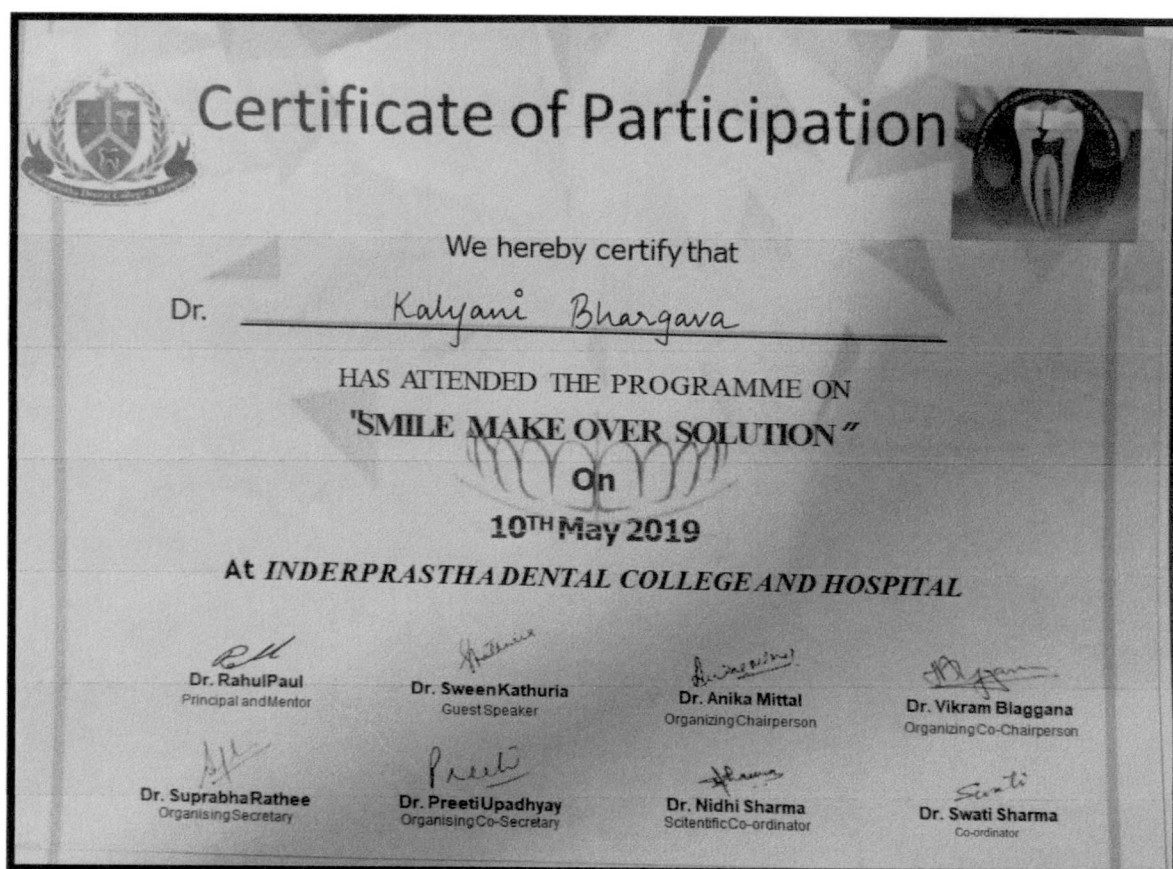 Certificate of Participation
We hereby certify that
Dr. Kalyani Bhargava
HAS ATTENDED THE PROGRAMME ON
"SMILE MAKE OVER SOLUTION"
On
10TH May 2019
At INDERPRASTHA DENTAL COLLEGE AND HOSPITAL
Dr. Rahul Paul
Principal and Mentor
Dr. Sween Kathuria
Guest Speaker
Dr. Anika Mittal
Organizing Chairperson
Dr. Vikram Blaggana
Organizing Co-Chairperson
Preeti
Swati
Dr. Suprabha Rathee
Organising Secretary
Dr. Preeti Upadhyay
Organising Co-Secretary
Dr. Nidhi Sharma
Scitentific Co-ordinator
Dr. Swati Sharma
Co-ordinator